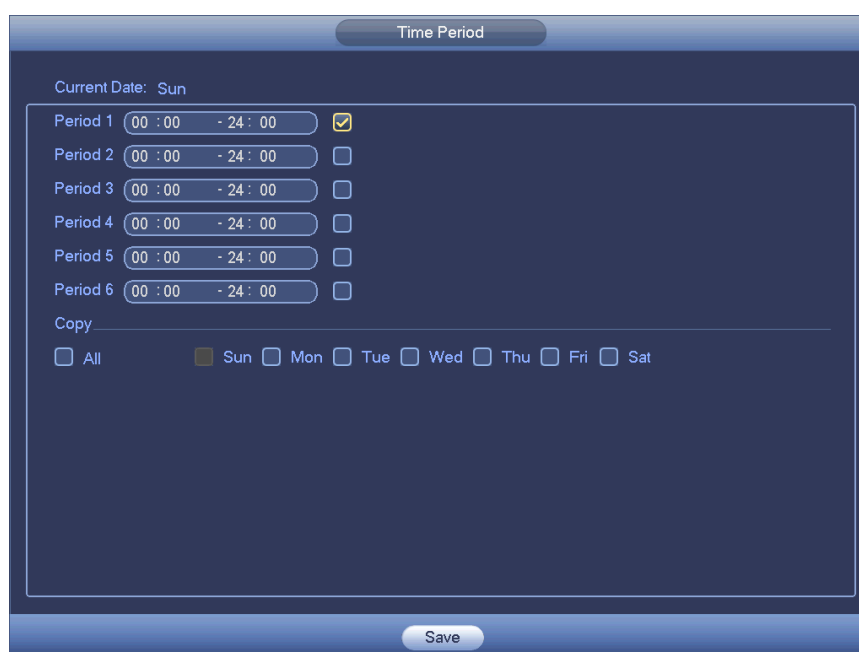 Time Period
Current Date: Sun
Period 1 00 :00 - 24 : 00
Period 2 00 :00 - 24 : 00
Period 3 00 :00 - 24 : 00
Period 4 00 :00 - 24 : 00
Period 5 00 :00 - 24 : 00
Period 6 00 :00 - 24 : 00
Copy
All Sun Mon Tue Wed Thu Fri Sat
Save